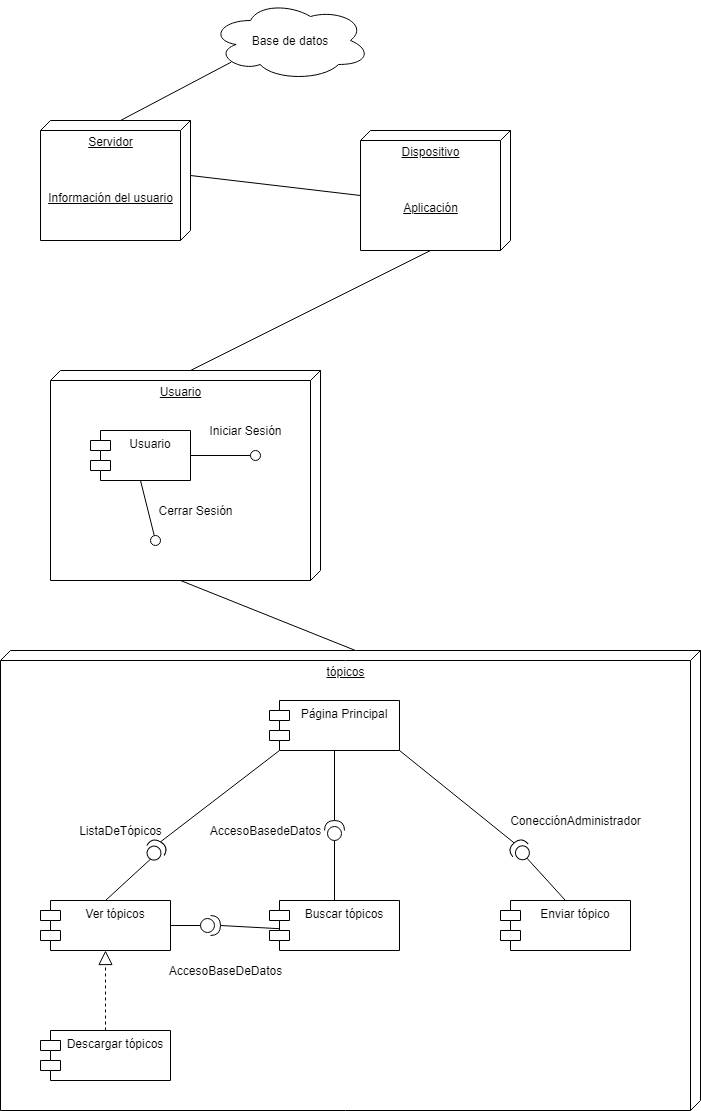 Base de datos
Servidor
Información del usuario
Dispositivo
Aplicación
Usuario
Usuario
Iniciar Sesión
Cerrar Sesión
tópicos
Página Principal
ListaDeTópicos
AccesoBasedeDatos
ConecciónAdministrador
Ver tópicos
Buscar tópicos
Enviar tópico
AccesoBaseDeDatos
Descargar tópicos